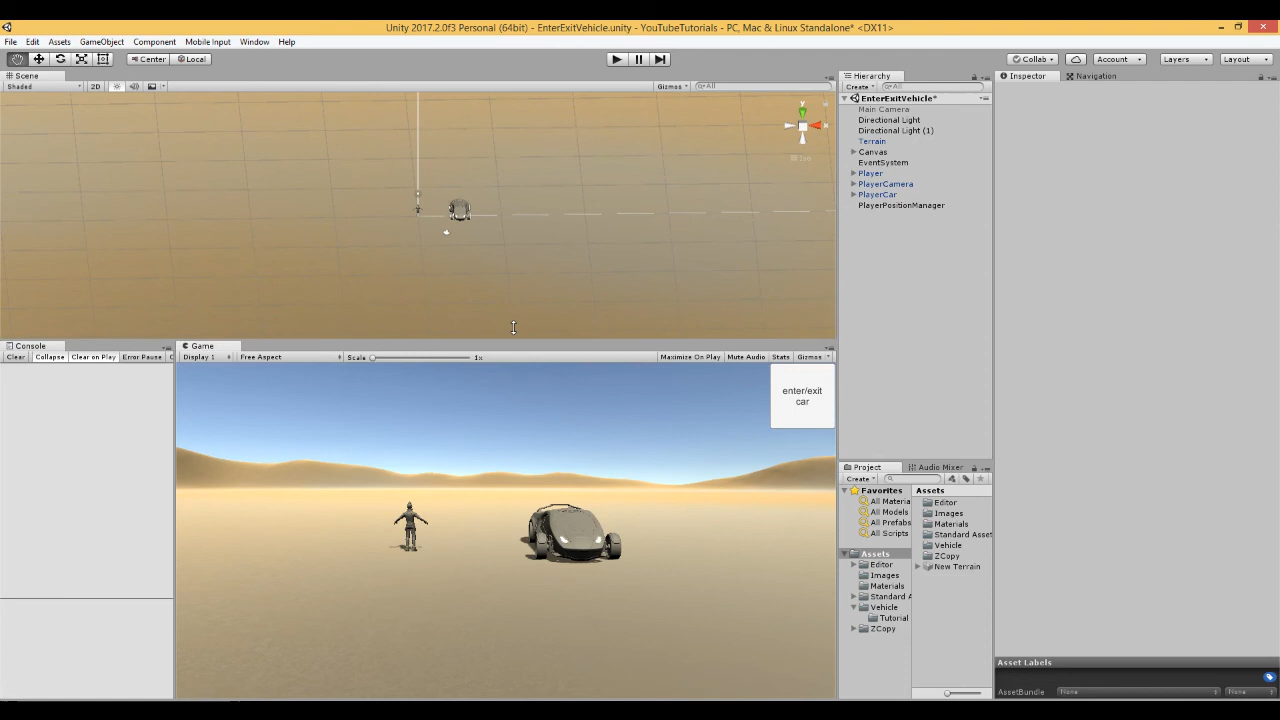 Unity 2017.2.0f3 Personal (64bit) - EnterExitVehicle.unity - YouTubeTutorials - PC, Mac & Linux Standalone* <DX11>
File Edit Assets GameObject Component Mobile Input Window Help
Center Local Collab Account Layers Layout
Scene
Shaded 2D Gizmos All
y
x
Iso
Hierarchy
Create All
EnterExitVehicle*
Main Camera
Directional Light
Directional Light (1)
Terrain
Canvas
EventSystem
Player
PlayerCamera
PlayerCar
PlayerPositionManager
Inspector Navigation
Console
Clear Collapse Clear on Play Error Pause C
Game
Display 1 Free Aspect Scale 1x Maximize On Play Mute Audio Stats Gizmos
enter/exit
car
Project Audio Mixer
Create
Favorites
All Materia
All Models
All Prefabs
All Scripts
Assets
Editor
Images
Materials
Standard A
Vehicle
Tutorial
ZCopy
Assets
Editor
Images
Materials
Standard Asset
Vehicle
ZCopy
New Terrain
Asset Labels
AssetBundle None None